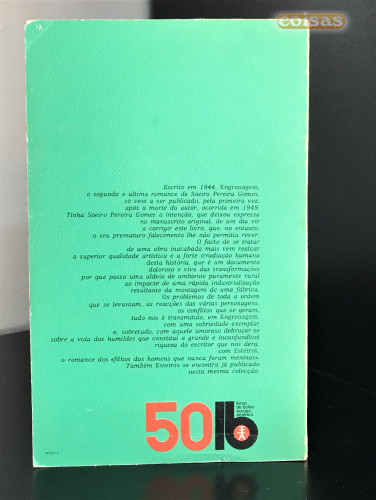 coisas
Escrito em 1944, Engrenagem,
o segundo e último romance de Soeiro Pereira Gomes,
só veio a ser publicado, pela primeira vez,
após a morte do autor, ocorrida em 1949.
Tinha Soeiro Pereira Gomes a intenção, que deixou expressa
no manuscrito original, de um dia vir
a corrigir este livro, que, no entanto,
o seu prematuro falecimento lhe não permitiu rever.
O facto de se tratar
de uma obra inacabada mais vem realçar
a superior qualidade artística e a forte irradiação humana
desta história, que é um documento
doloroso e vivo das transformações
por que passa uma aldeia de ambiente puramente rural
ao impacte de uma rápida industrialização
resultante da montagem de uma fábrica.
Os problemas de toda a ordem
que se levantam, as reacções das várias personagens,
os conflitos que se geram,
tudo nos é transmitido, em Engrenagem,
com uma sobriedade exemplar
e, sobretudo, com aquele amoroso debruçar-se
sobre a vida dos humildes que constitui a grande e inconfundível
riqueza do escritor que nos dera,
com Esteiros,
o romance dos «filhos dos homens que nunca foram meninos».
Também Esteiros se encontra já publicado
nesta mesma colecção.
50 lb
livros
de bolso
europa
américa